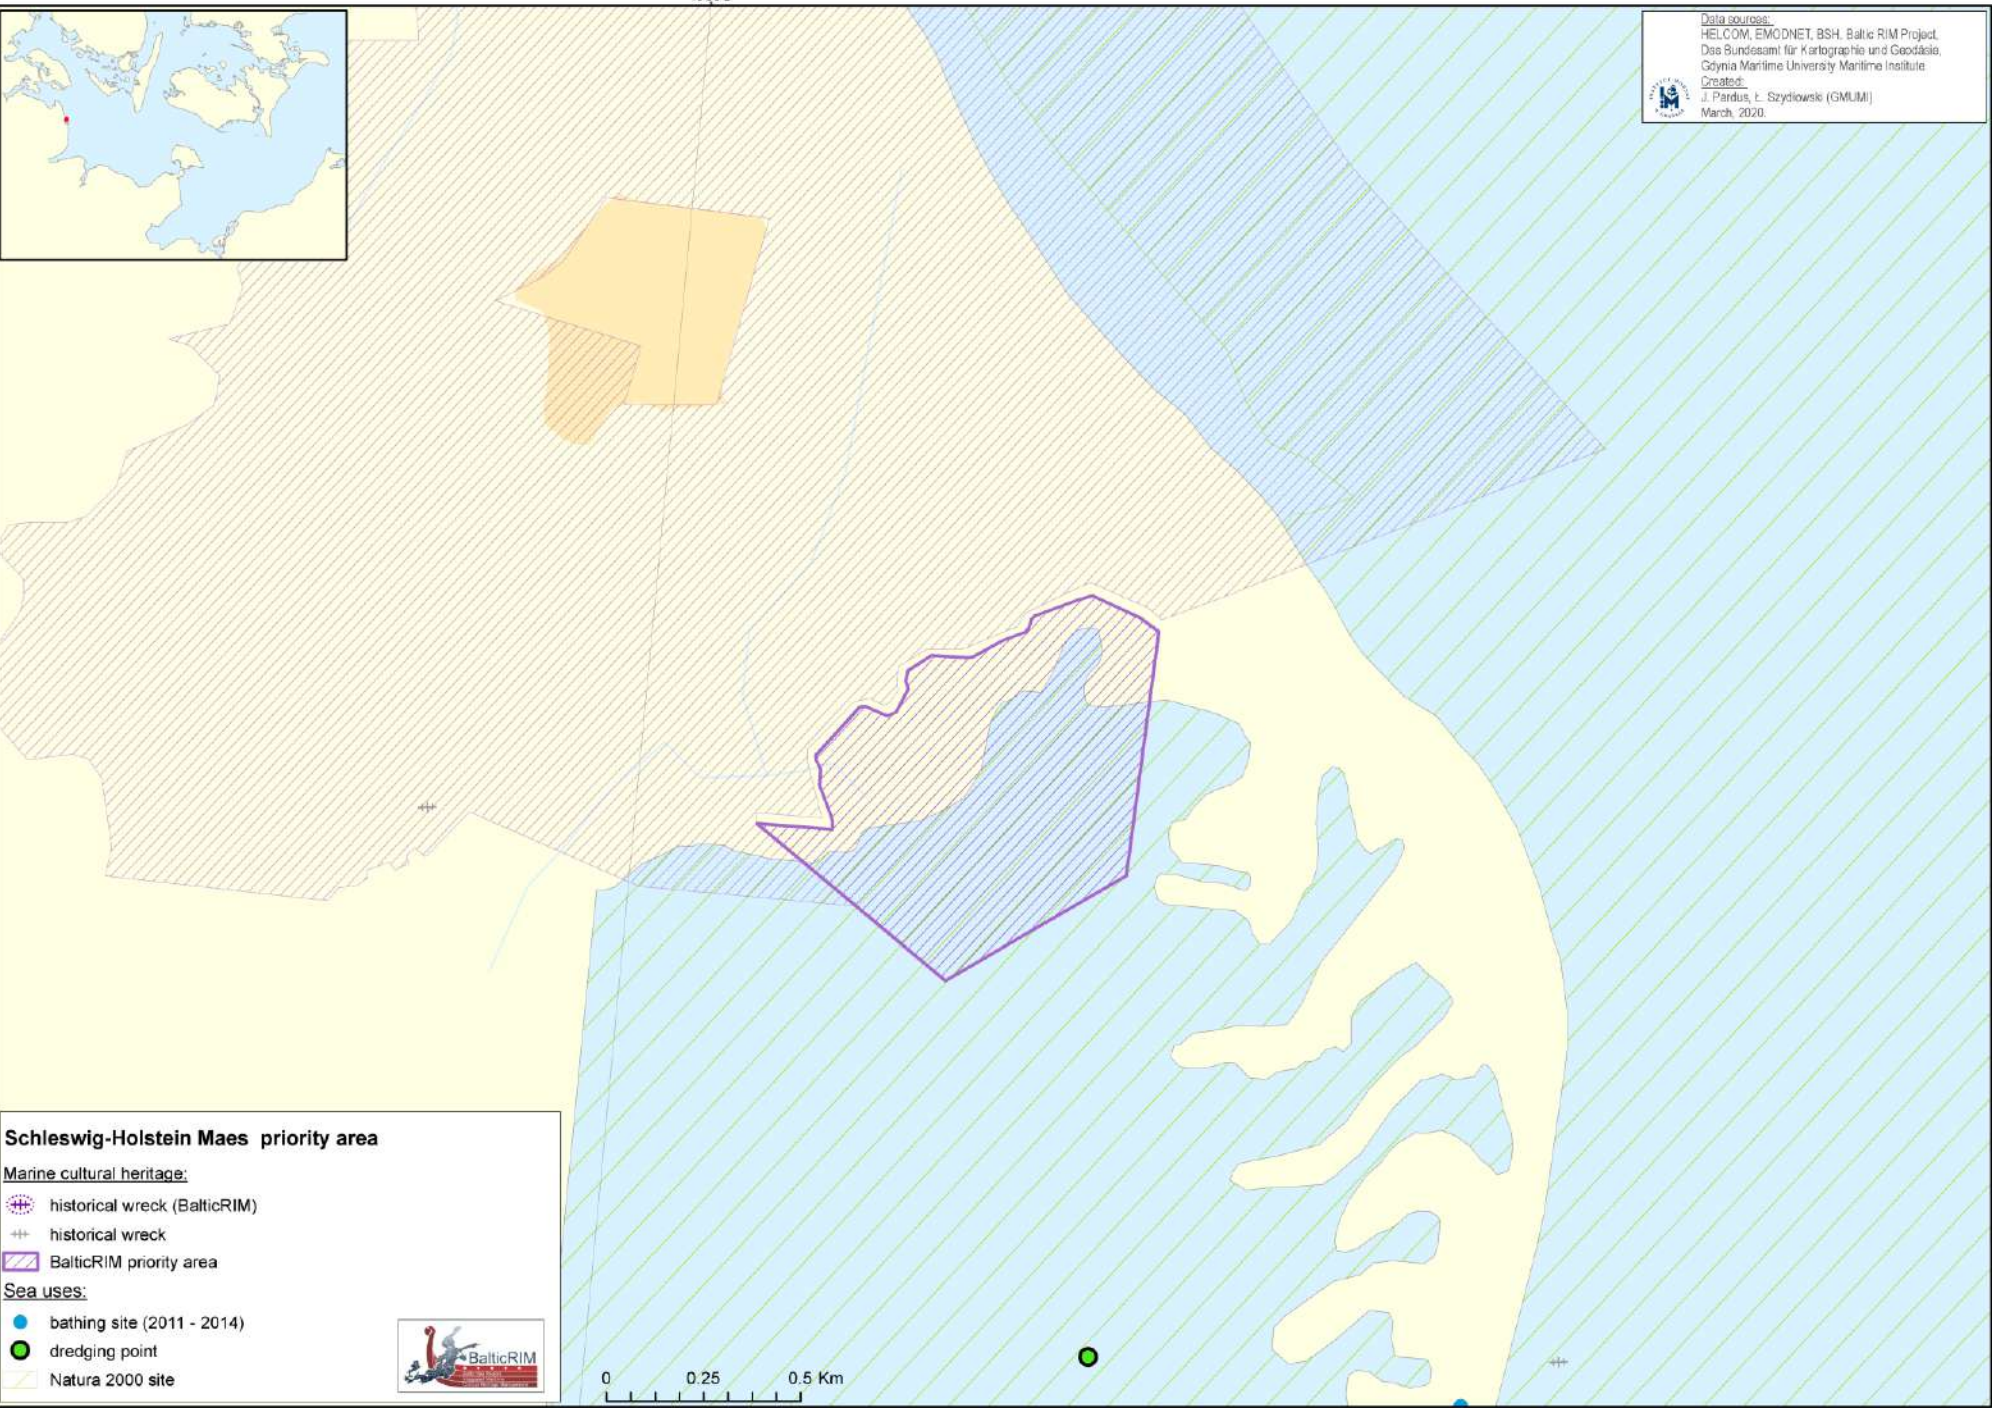 Data sources:
HELCOM, EMODNET, BSH, Baltic RIM Project,
Das Bundesamt für Kartographie und Geodäsie,
Gdynia Maritime University Maritime Institute
Created:
J. Pardus, Ł. Szydłowski (GMUMI)
March, 2020.
Schleswig-Holstein Maes priority area
Marine cultural heritage:
historical wreck (BalticRIM)
historical wreck
BalticRIM priority area
Sea uses:
bathing site (2011 - 2014)
dredging point
Natura 2000 site
BalticRIM
0 0.25 0.5 Km